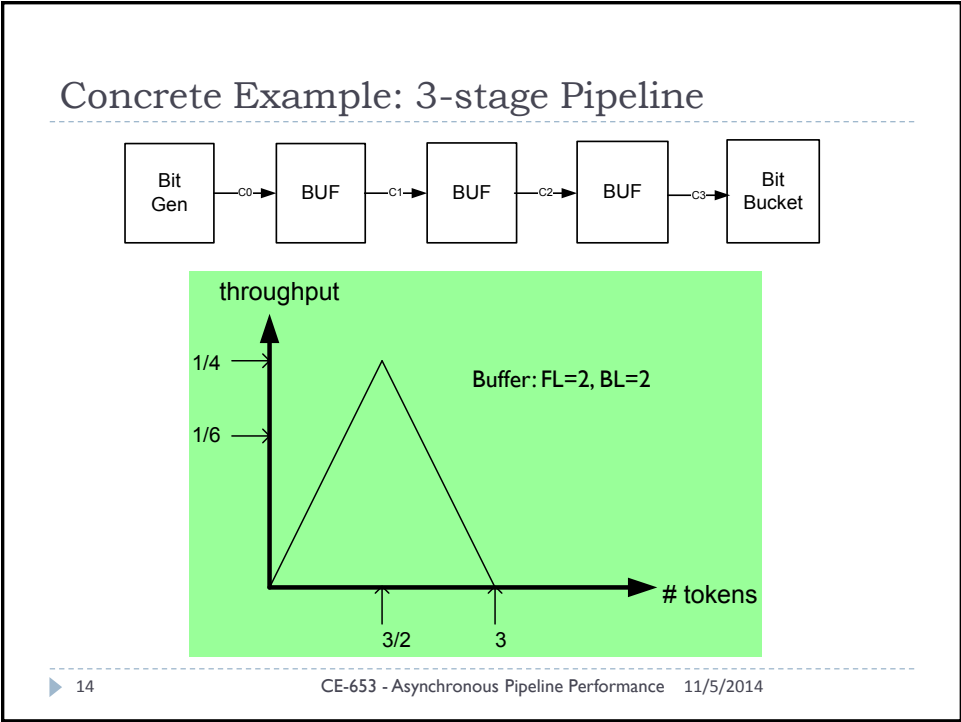 Concrete Example: 3-stage Pipeline
Bit
Gen
C0
BUF
C1
BUF
C2
BUF
C3
Bit
Bucket
throughput
1/4
Buffer: FL=2, BL=2
1/6
# tokens
3/2
3
14
CE-653 - Asynchronous Pipeline Performance
11/5/2014